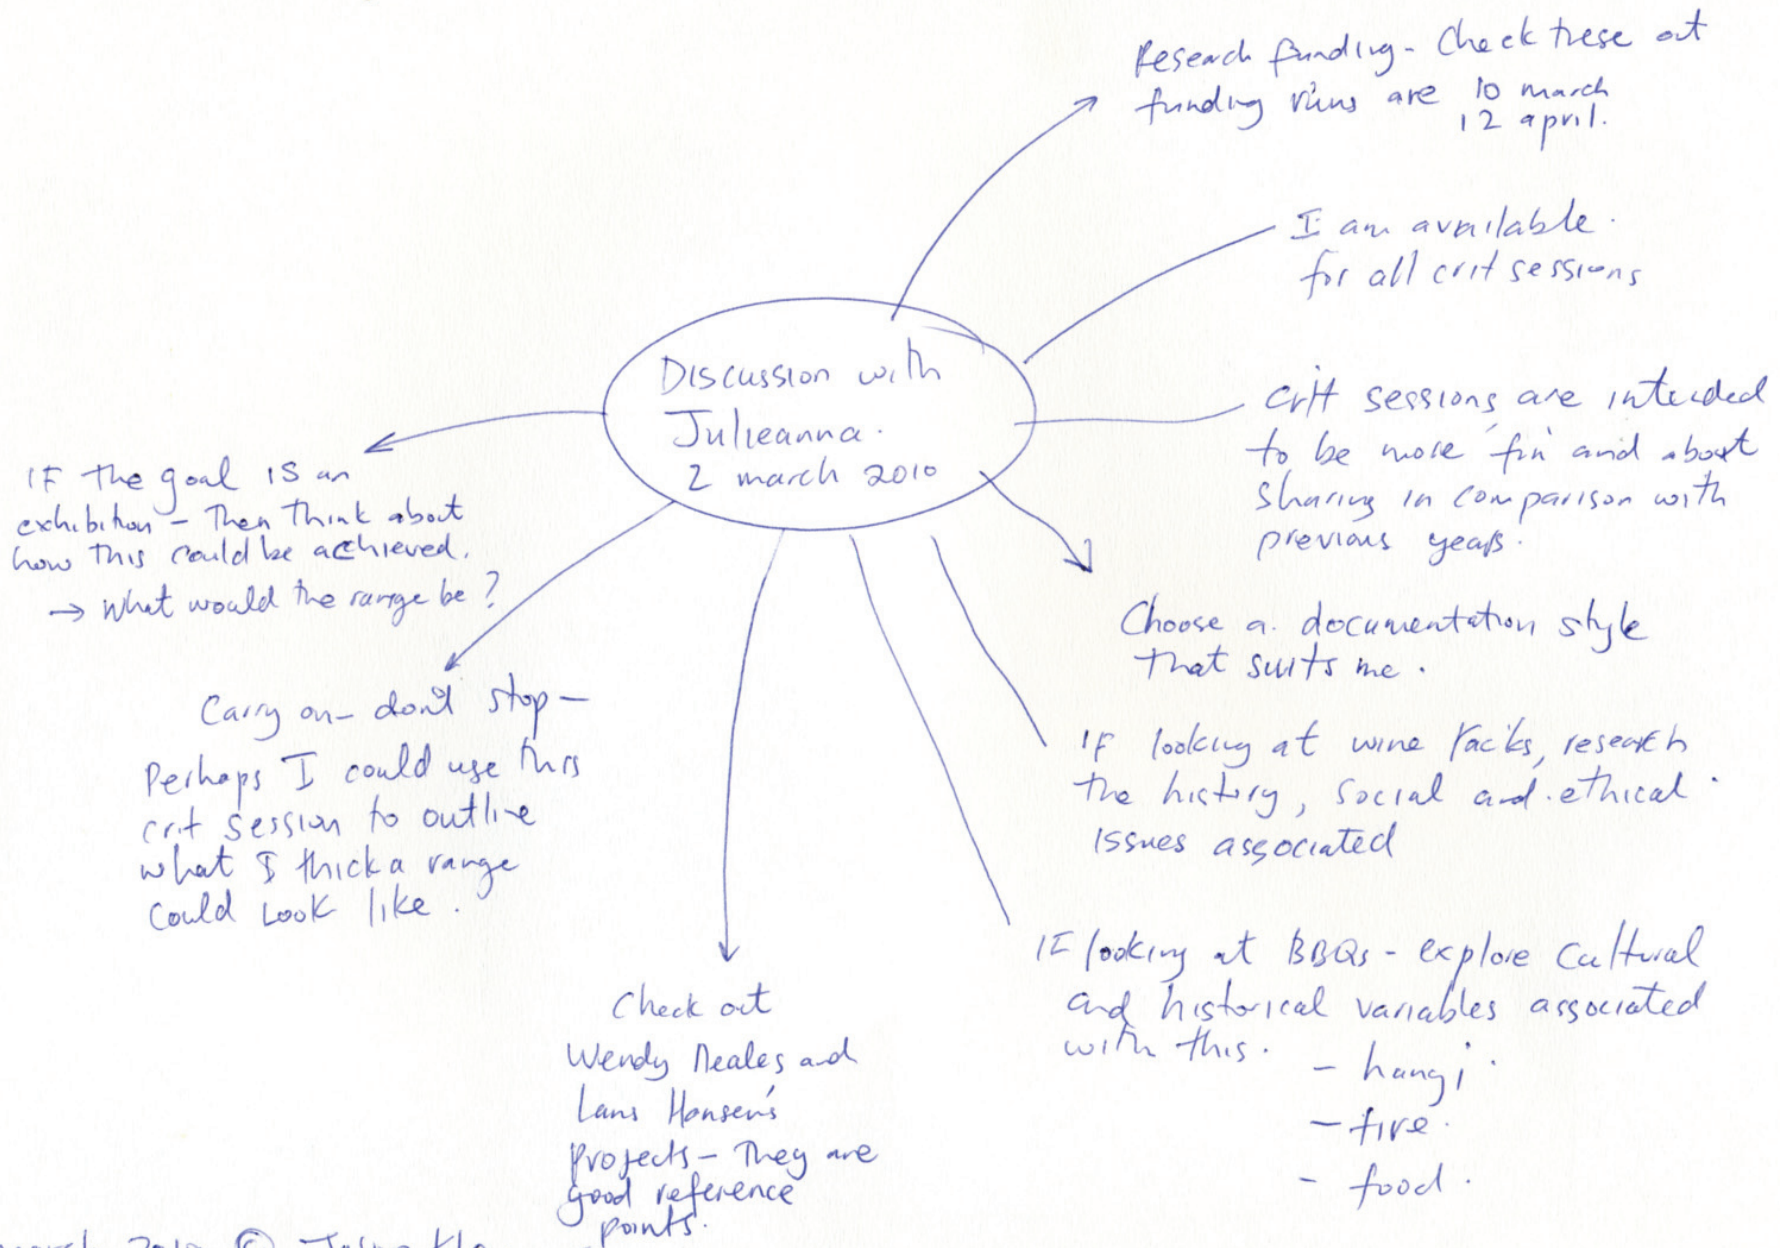 Discussion with
Julieanna.
2 march 2010
Research funding - Check these out
funding runs are 10 march
12 april.
I am available.
for all crit sessions
Crit sessions are intended
to be more 'fun' and about
sharing in comparison with
previous years.
Choose a documentation style
that suits me.
IF looking at wine racks, research
the history, social and ethical
issues associated
IF looking at BBQs - explore cultural
and historical variables associated
with this.
- hangi
- fire.
- food.
Check out
Wendy Neales and
Lans Hansen's
projects - They are
good reference
points.
Carry on - don't stop -
Perhaps I could use this
crit session to outline
what I thick a range
could look like.
IF the goal is an
exhibition - Then think about
how this could be achieved.
→ What would the range be?
2010 ©